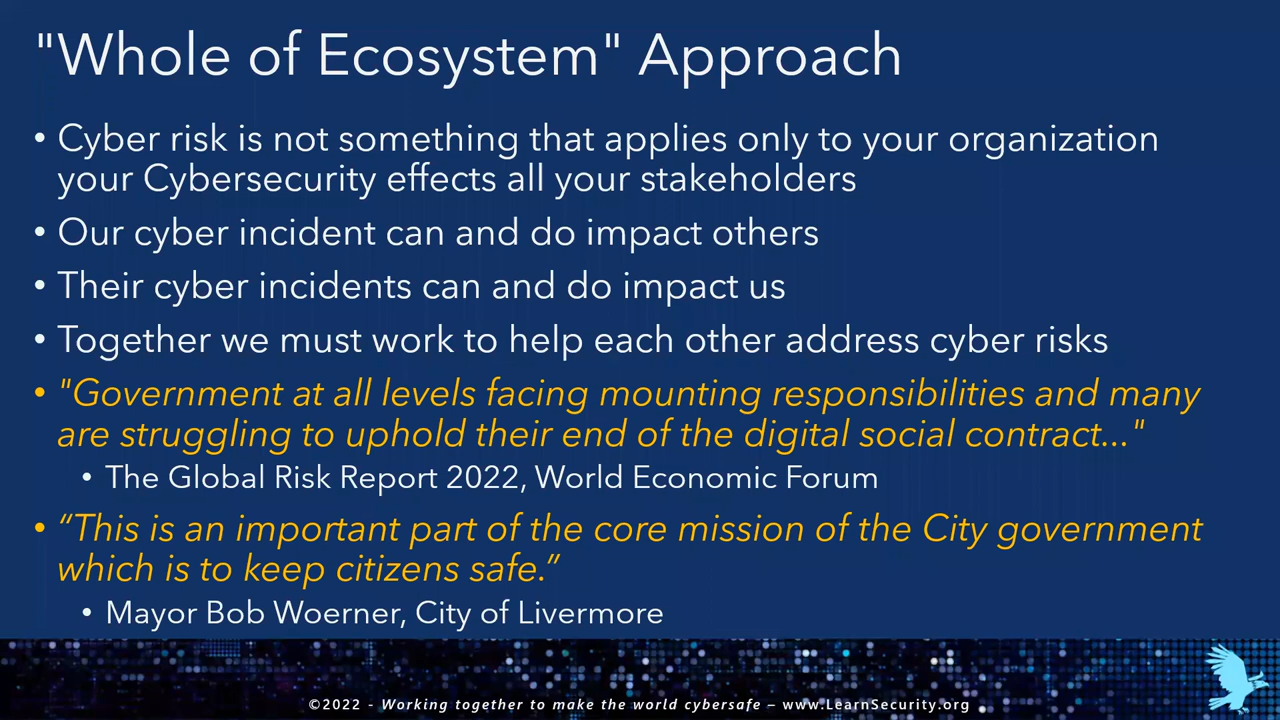 "Whole of Ecosystem" Approach
• Cyber risk is not something that applies only to your organization
your Cybersecurity effects all your stakeholders
• Our cyber incident can and do impact others
• Their cyber incidents can and do impact us
• Together we must work to help each other address cyber risks
• "Government at all levels facing mounting responsibilities and many
are struggling to uphold their end of the digital social contract..."
• The Global Risk Report 2022, World Economic Forum
• “This is an important part of the core mission of the City government
which is to keep citizens safe.”
• Mayor Bob Woerner, City of Livermore
©2022 - Working together to make the world cybersafe – www.LearnSecurity.org